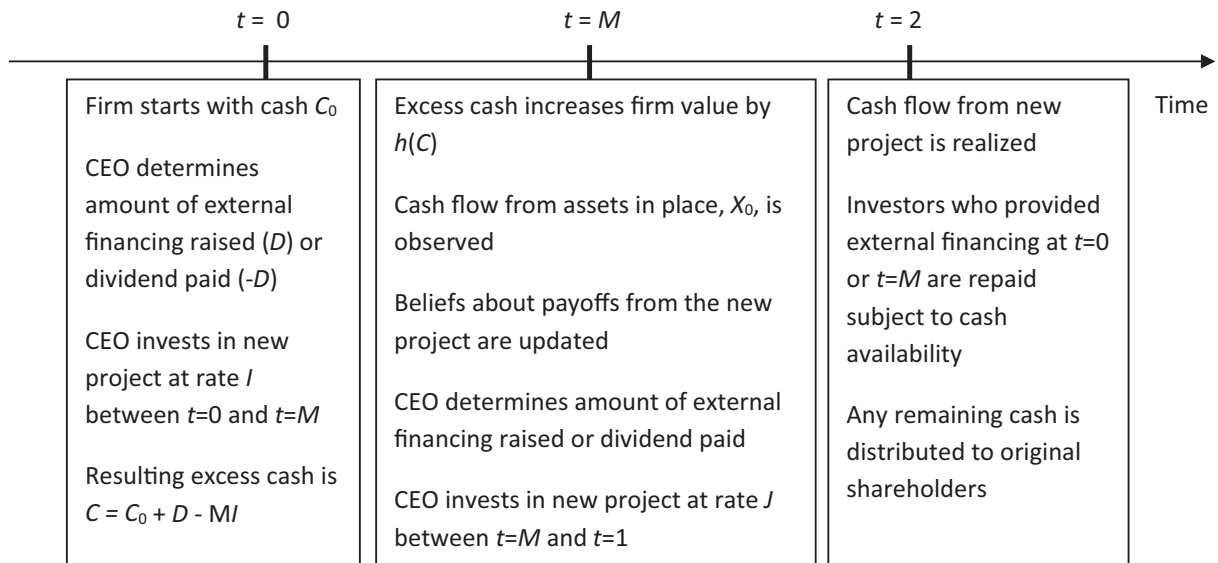 t = 0
t = M
t = 2
Time
Firm starts with cash C0
CEO determines
amount of external
financing raised (D) or
dividend paid (-D)
CEO invests in new
project at rate I
between t=0 and t=M
Resulting excess cash is
C = C0 + D - MI
Excess cash increases firm value by
h(C)
Cash flow from assets in place, X0, is
observed
Beliefs about payoffs from the new
project are updated
CEO determines amount of external
financing raised or dividend paid
CEO invests in new project at rate J
between t=M and t=1
Cash flow from new
project is realized
Investors who provided
external financing at t=0
or t=M are repaid
subject to cash
availability
Any remaining cash is
distributed to original
shareholders